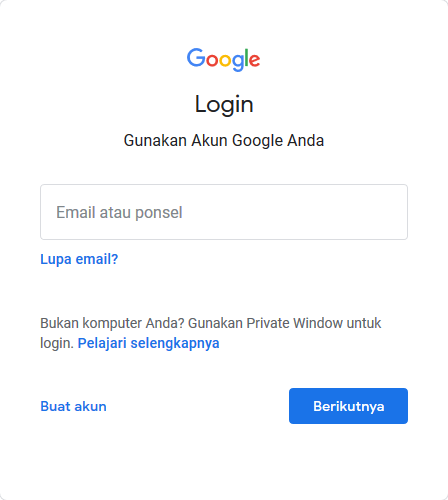 Google
Login
Gunakan Akun Google Anda
Email atau ponsel
Lupa email?
Bukan komputer Anda? Gunakan Private Window untuk
login. Pelajari selengkapnya
Buat akun
Berikutnya